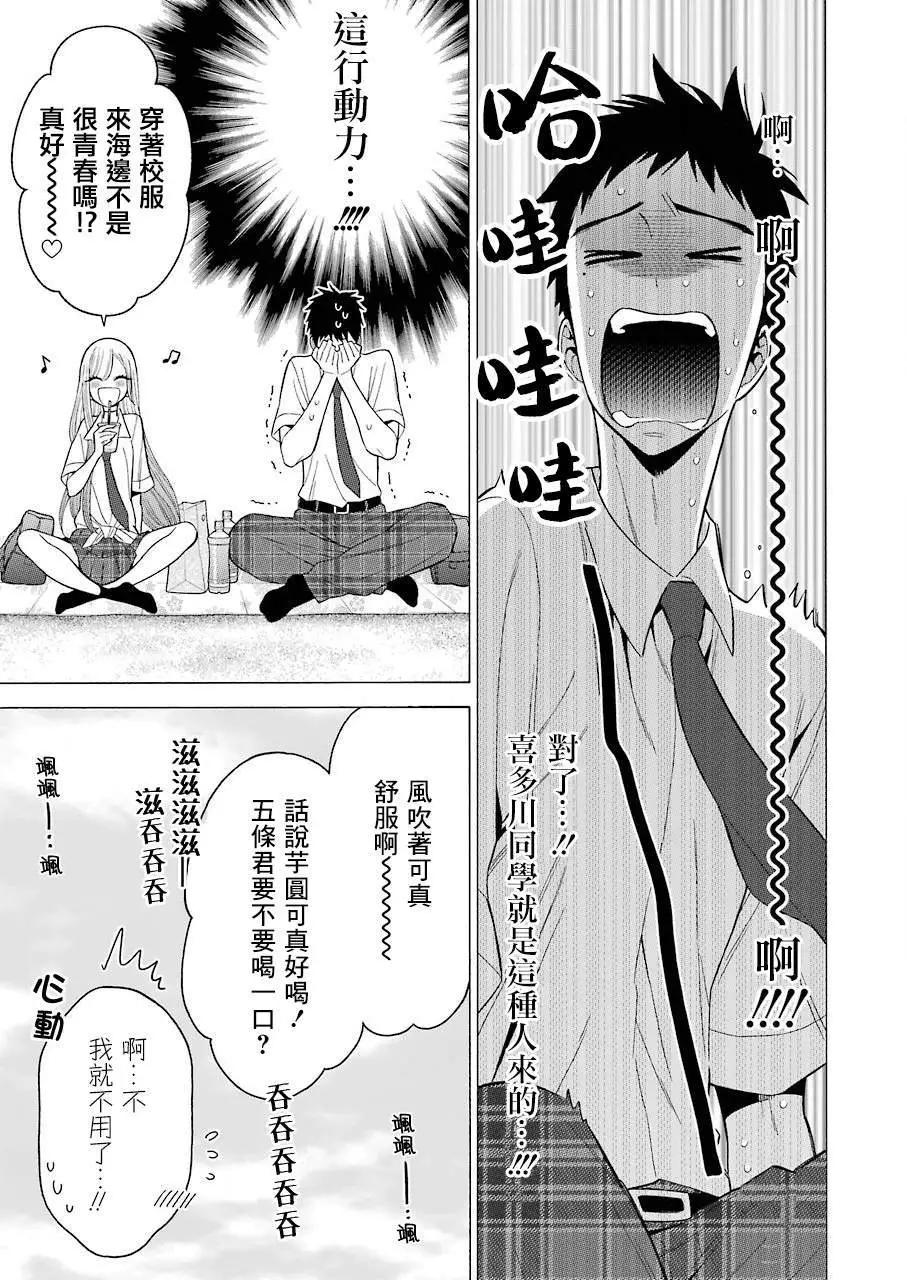 啊…
啊～～～啊!!!!
哈哇哇哇
對了…!!
喜多川同學就是這種人來的…!!!
這行動力…!!!!
穿著校服
來海邊不是
很青春嗎!?
真好～～～♡
風吹著可真
舒服啊～～～
話說芋圓可真好喝！
五條君要不要喝一口？
滋滋滋滋—
滋吞吞
颯颯—…颯
吞吞吞吞吞
颯颯—…颯
啊…不
我就不用了…!!
心動